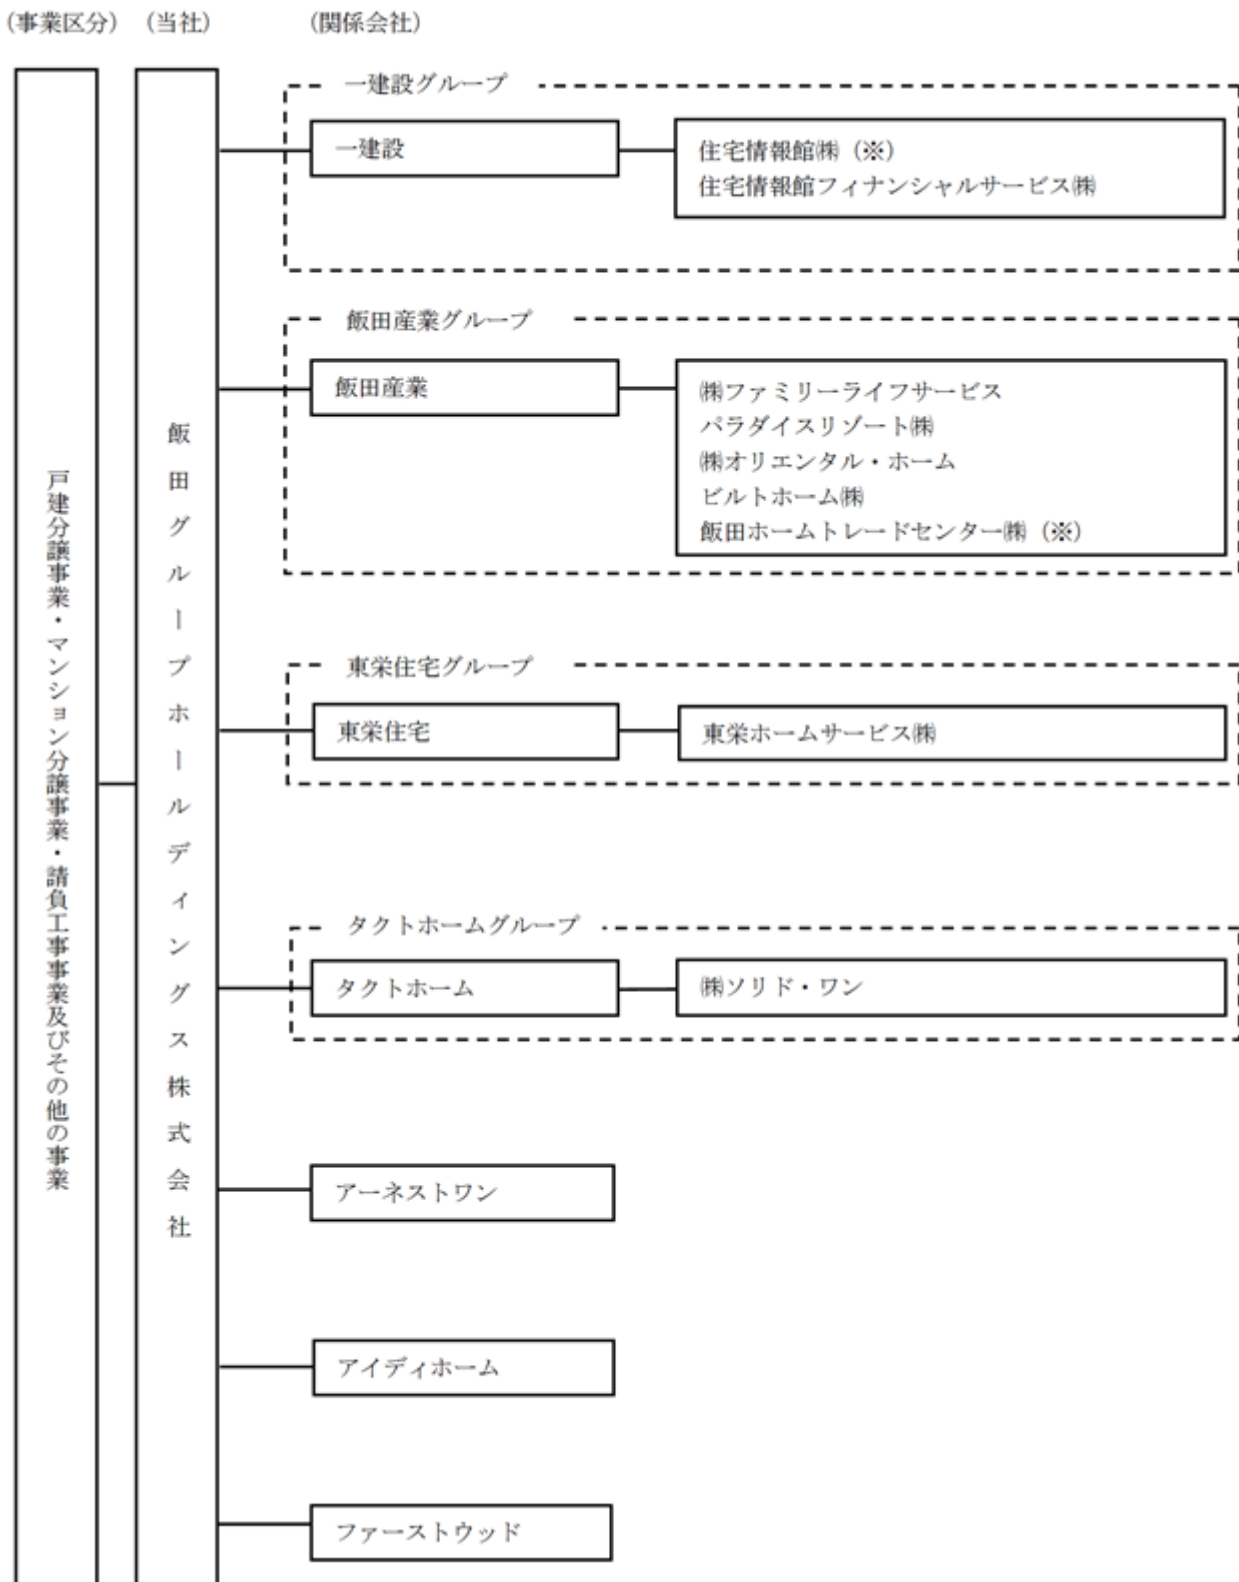 (事業区分) (当社) (関係会社)
戸建分譲事業・マンション分譲事業・請負工事事業及びその他の事業
飯田グループホールディングス株式会社
一建設グループ
一建設
住宅情報館㈱ (※)
住宅情報館フィナンシャルサービス㈱
飯田産業グループ
飯田産業
㈱ファミリーライフサービス
パラダイスリゾート㈱
㈱オリエンタル・ホーム
ビルトホーム㈱
飯田ホームトレードセンター㈱ (※)
東栄住宅グループ
東栄住宅
東栄ホームサービス㈱
タクトホームグループ
タクトホーム
㈱ソリド・ワン
アーネストワン
アイディホーム
ファーストウッド